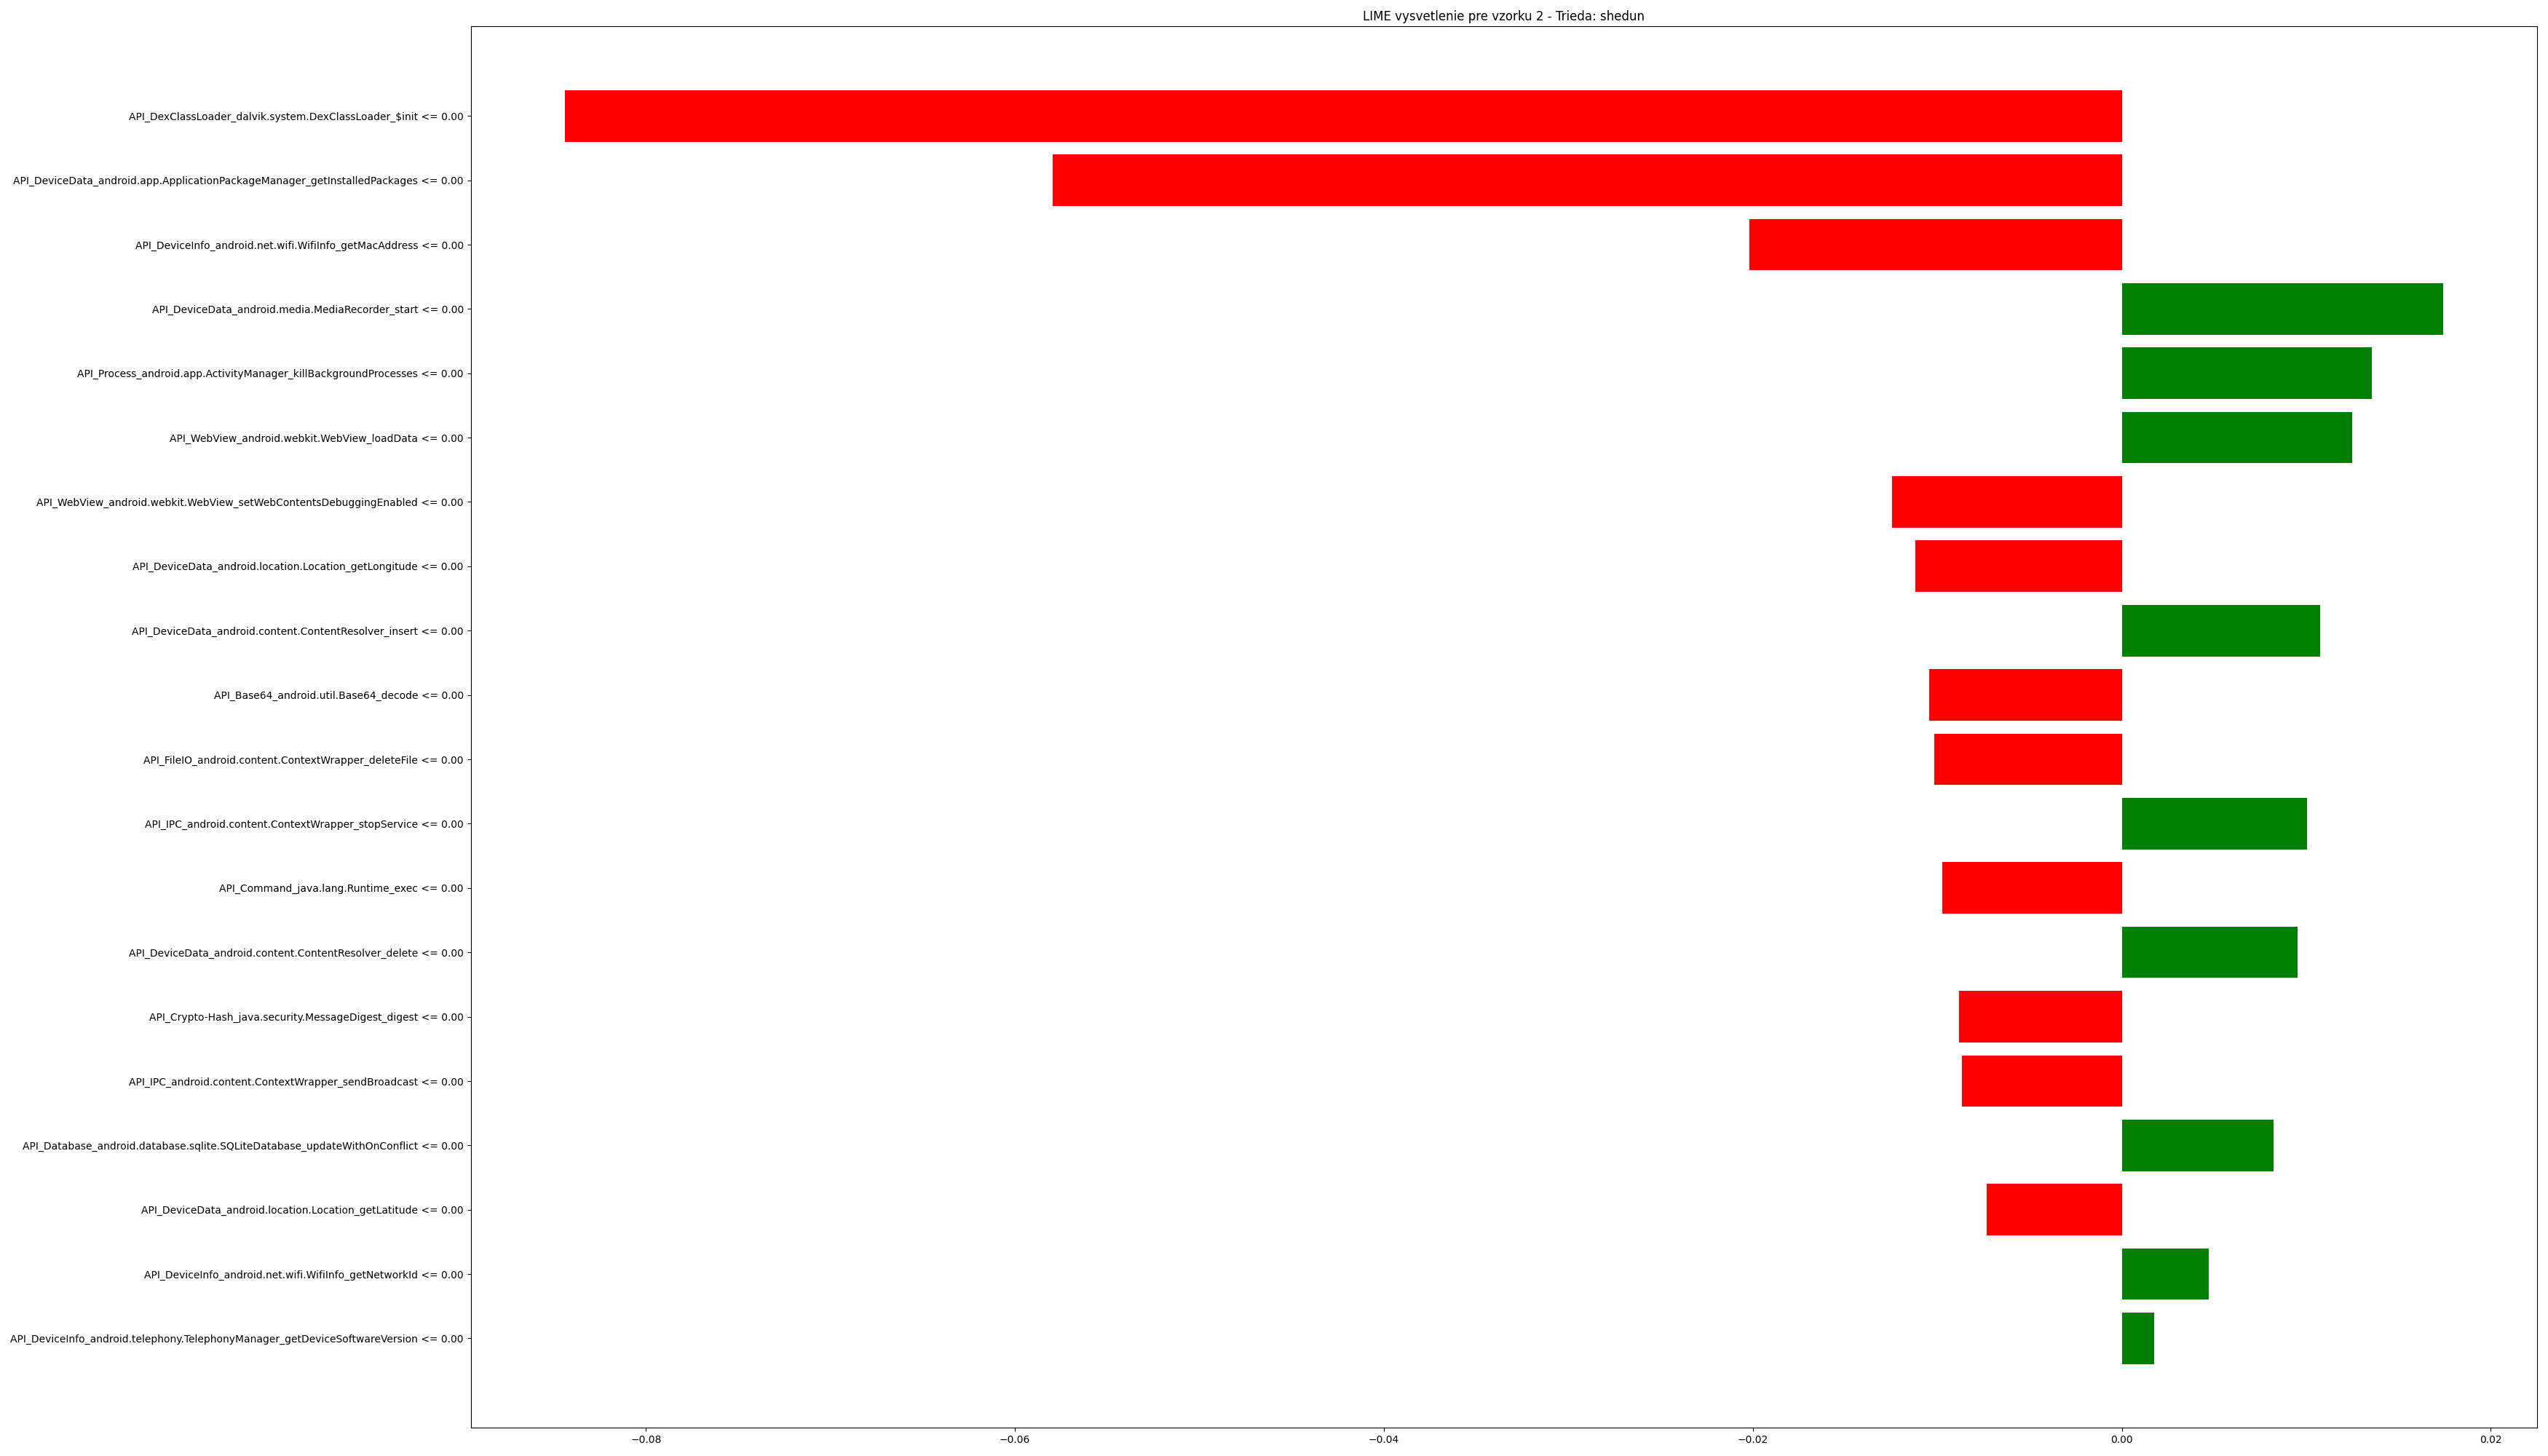 LIME vysvetlenie pre vzorku 2 - Trieda: shedun
API_DexClassLoader_dalvik.system.DexClassLoader_$init <= 0.00
API_DeviceData_android.app.ApplicationPackageManager_getInstalledPackages <= 0.00
API_DeviceInfo_android.net.wifi.WifiInfo_getMacAddress <= 0.00
API_DeviceData_android.media.MediaRecorder_start <= 0.00
API_Process_android.app.ActivityManager_killBackgroundProcesses <= 0.00
API_WebView_android.webkit.WebView_loadData <= 0.00
API_WebView_android.webkit.WebView_setWebContentsDebuggingEnabled <= 0.00
API_DeviceData_android.location.Location_getLongitude <= 0.00
API_DeviceData_android.content.ContentResolver_insert <= 0.00
API_Base64_android.util.Base64_decode <= 0.00
API_FileIO_android.content.ContextWrapper_deleteFile <= 0.00
API_IPC_android.content.ContextWrapper_stopService <= 0.00
API_Command_java.lang.Runtime_exec <= 0.00
API_DeviceData_android.content.ContentResolver_delete <= 0.00
API_Crypto-Hash_java.security.MessageDigest_digest <= 0.00
API_IPC_android.content.ContextWrapper_sendBroadcast <= 0.00
API_Database_android.database.sqlite.SQLiteDatabase_updateWithOnConflict <= 0.00
API_DeviceData_android.location.Location_getLatitude <= 0.00
API_DeviceInfo_android.net.wifi.WifiInfo_getNetworkId <= 0.00
API_DeviceInfo_android.telephony.TelephonyManager_getDeviceSoftwareVersion <= 0.00
−0.08 −0.06 −0.04 −0.02 0.00 0.02